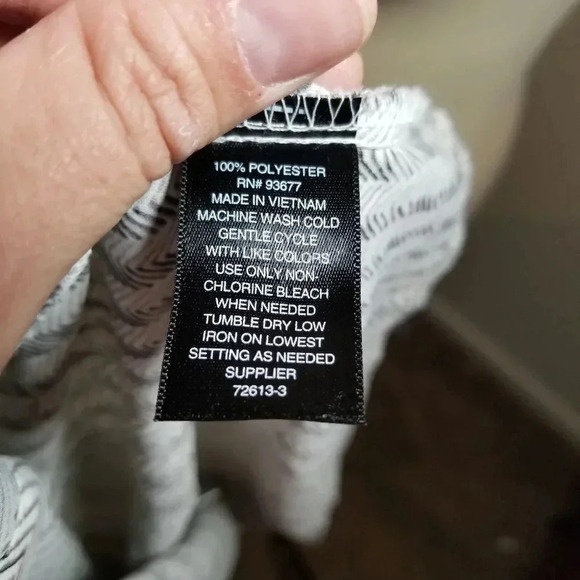 100% POLYESTER
RN# 93677
MADE IN VIETNAM
MACHINE WASH COLD
GENTLE CYCLE
WITH LIKE COLORS
USE ONLY NON-
CHLORINE BLEACH
WHEN NEEDED
TUMBLE DRY LOW
IRON ON LOWEST
SETTING AS NEEDED
SUPPLIER
72613-3